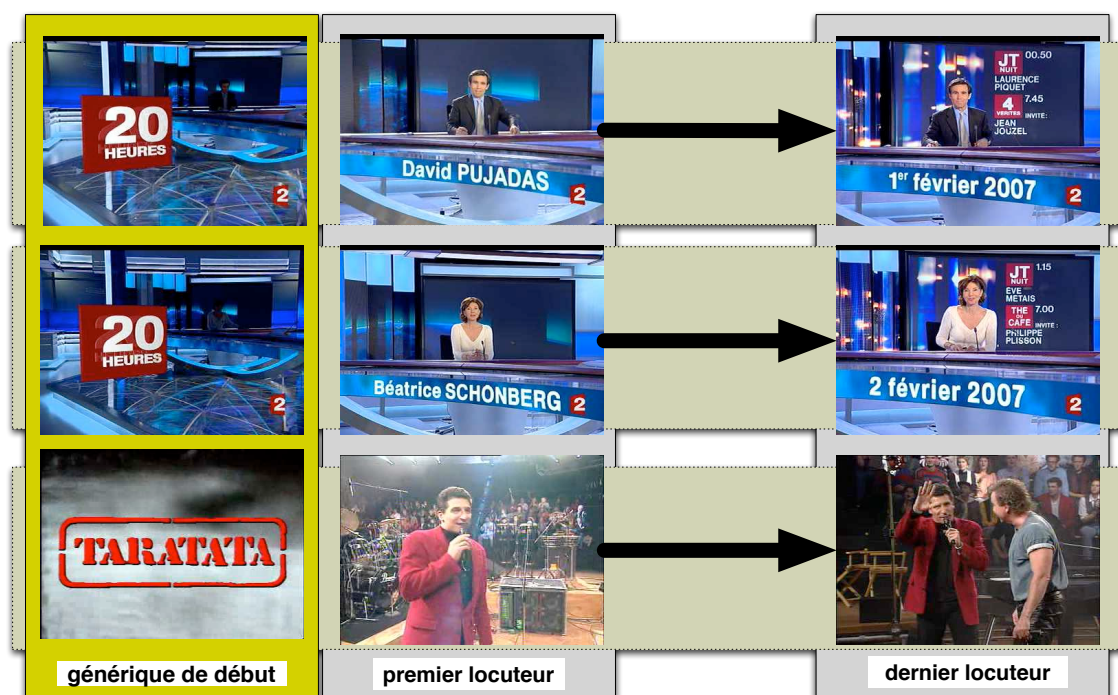 20
HEURES
2
David PUJADAS
2
JT
NUIT
00.50
LAURENCE
PIQUET
4
VERITES
7.45
INVITÉ :
JEAN
JOUZEL
1er février 2007
2
20
HEURES
2
Béatrice SCHONBERG
2
JT
NUIT
1.15
EVE
METAIS
THE
OU
CAFE
7.00
INVITE :
PHILIPPE
PLISSON
2 février 2007
2
TARATATA
générique de début
premier locuteur
dernier locuteur